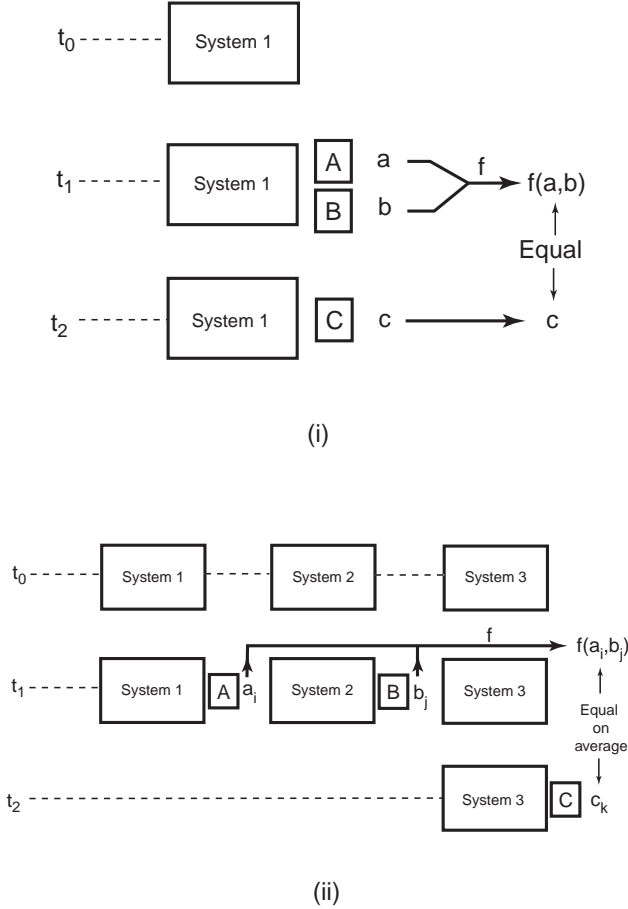 t0 System 1
t1 System 1 A a f f(a,b)
B b
Equal
t2 System 1 C c c
(i)
t0 System 1 System 2 System 3
f f(ai,bj)
t1 System 1 A ai System 2 B bj System 3
Equal
on
average
t2 System 3 C ck
(ii)